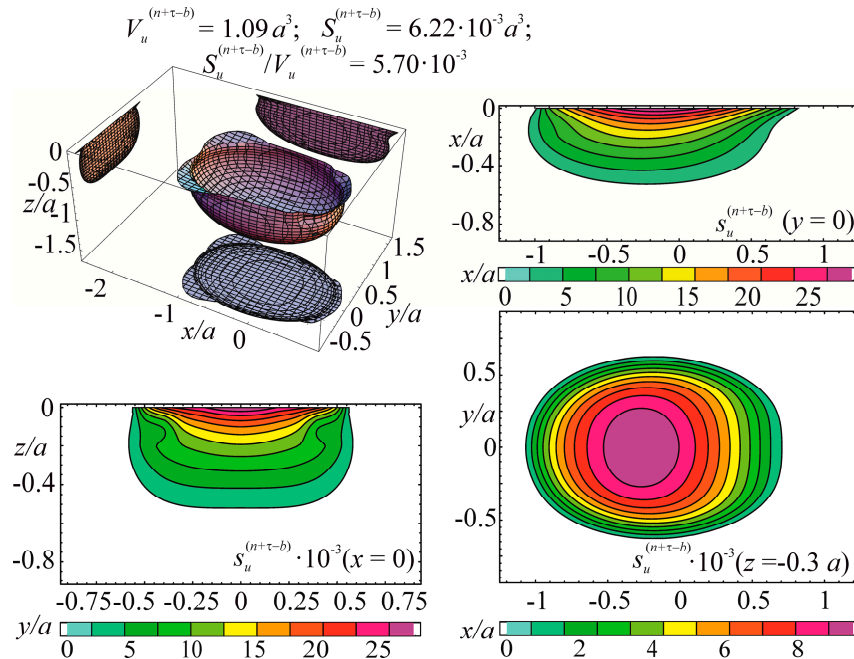 V_u^(n+τ−b) = 1.09 a³;   S_u^(n+τ−b) = 6.22·10⁻³ a³;
S_u^(n+τ−b)/V_u^(n+τ−b) = 5.70·10⁻³
0
-0.5
z/a
-1
-1.5
-2
-1
x/a
0
-0.5
0
0.5
1
1.5
y/a
0
x/a
-0.4
-0.8
s_u^(n+τ−b) (y = 0)
-1 -0.5 0 0.5 1
x/a
0 5 10 15 20 25
0
z/a
-0.4
-0.8
s_u^(n+τ−b) ·10⁻³(x = 0)
-0.75 -0.5 -0.25 0 0.25 0.5 0.75
y/a
0 5 10 15 20 25
0.5
y/a
0
-0.5
s_u^(n+τ−b) ·10⁻³(z =-0.3 a)
-1 -0.5 0 0.5 1
x/a
0 2 4 6 8